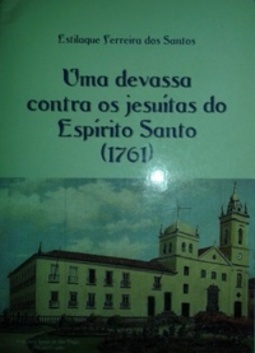 Estilaque Ferreira dos Santos
Uma devassa
contra os jesuítas do
Espírito Santo
(1761)